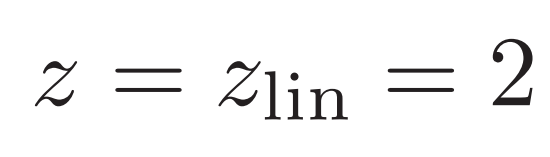 z = z_lin = 2